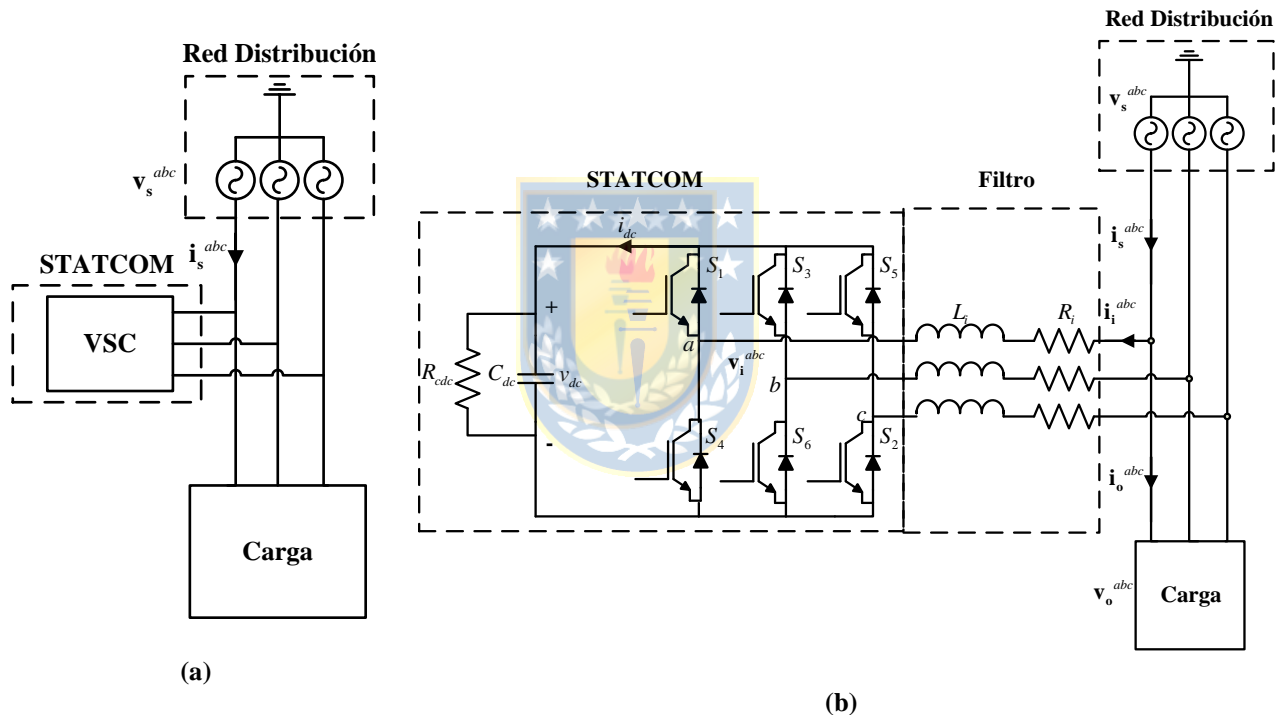 Red Distribución
v_s^abc
i_s^abc
STATCOM
VSC
Carga
(a)
Red Distribución
v_s^abc
STATCOM
Filtro
i_dc
S_1
S_3
S_5
i_s^abc
L_i
R_i
i_i^abc
+
a
v_i^abc
R_cdc
C_dc
v_dc
b
c
-
S_4
S_6
S_2
i_o^abc
v_o^abc
Carga
(b)